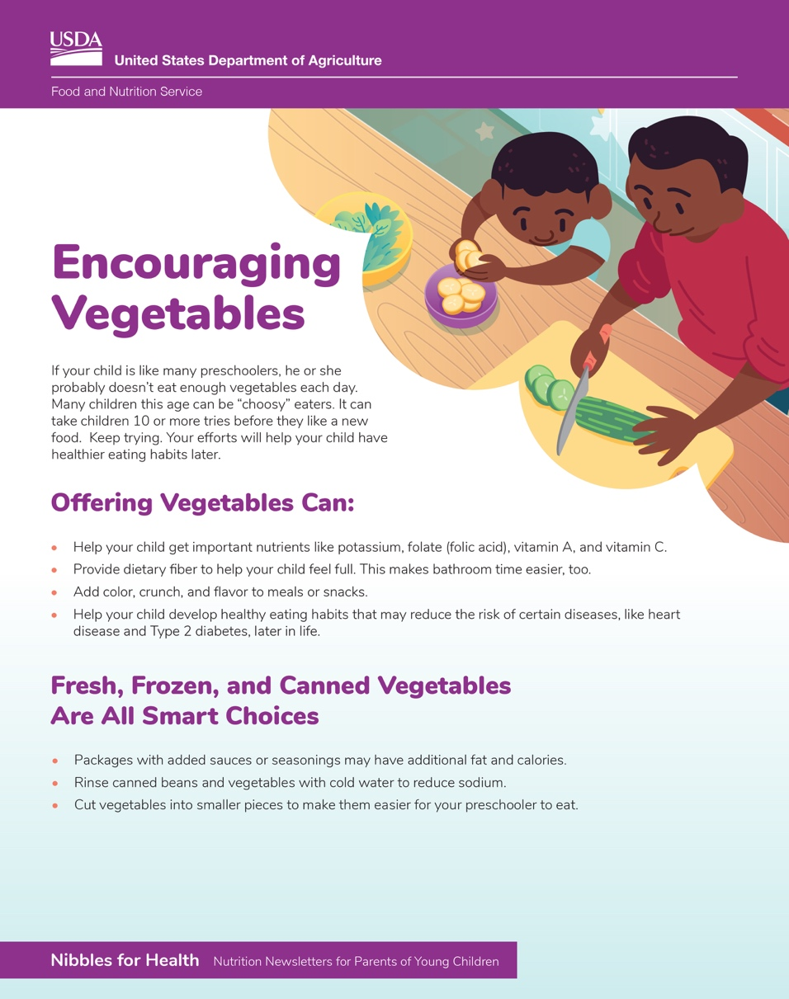 USDA
United States Department of Agriculture
Food and Nutrition Service
Encouraging
Vegetables
If your child is like many preschoolers, he or she
probably doesn’t eat enough vegetables each day.
Many children this age can be “choosy” eaters. It can
take children 10 or more tries before they like a new
food.  Keep trying. Your efforts will help your child have
healthier eating habits later.
Offering Vegetables Can:
• Help your child get important nutrients like potassium, folate (folic acid), vitamin A, and vitamin C.
• Provide dietary fiber to help your child feel full. This makes bathroom time easier, too.
• Add color, crunch, and flavor to meals or snacks.
• Help your child develop healthy eating habits that may reduce the risk of certain diseases, like heart
disease and Type 2 diabetes, later in life.
Fresh, Frozen, and Canned Vegetables
Are All Smart Choices
• Packages with added sauces or seasonings may have additional fat and calories.
• Rinse canned beans and vegetables with cold water to reduce sodium.
• Cut vegetables into smaller pieces to make them easier for your preschooler to eat.
Nibbles for Health Nutrition Newsletters for Parents of Young Children